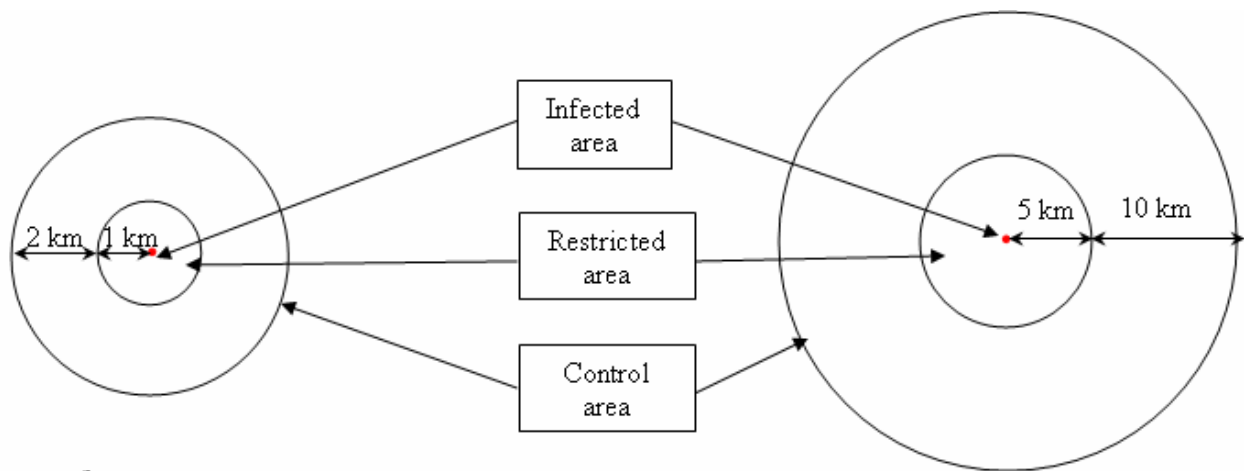 Infected
area
2 km
1 km
Restricted
area
5 km
10 km
Control
area